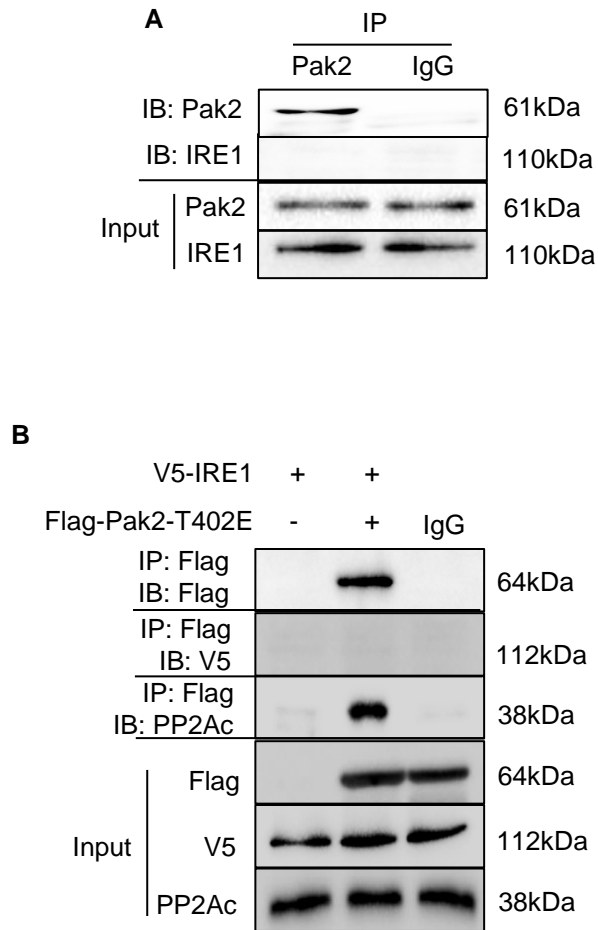 A
IP
Pak2 IgG
IB: Pak2 61kDa
IB: IRE1 110kDa
Input Pak2 61kDa
IRE1 110kDa
B
V5-IRE1 + +
Flag-Pak2-T402E - + IgG
IP: Flag
IB: Flag 64kDa
IP: Flag
IB: V5 112kDa
IP: Flag
IB: PP2Ac 38kDa
Flag 64kDa
Input V5 112kDa
PP2Ac 38kDa